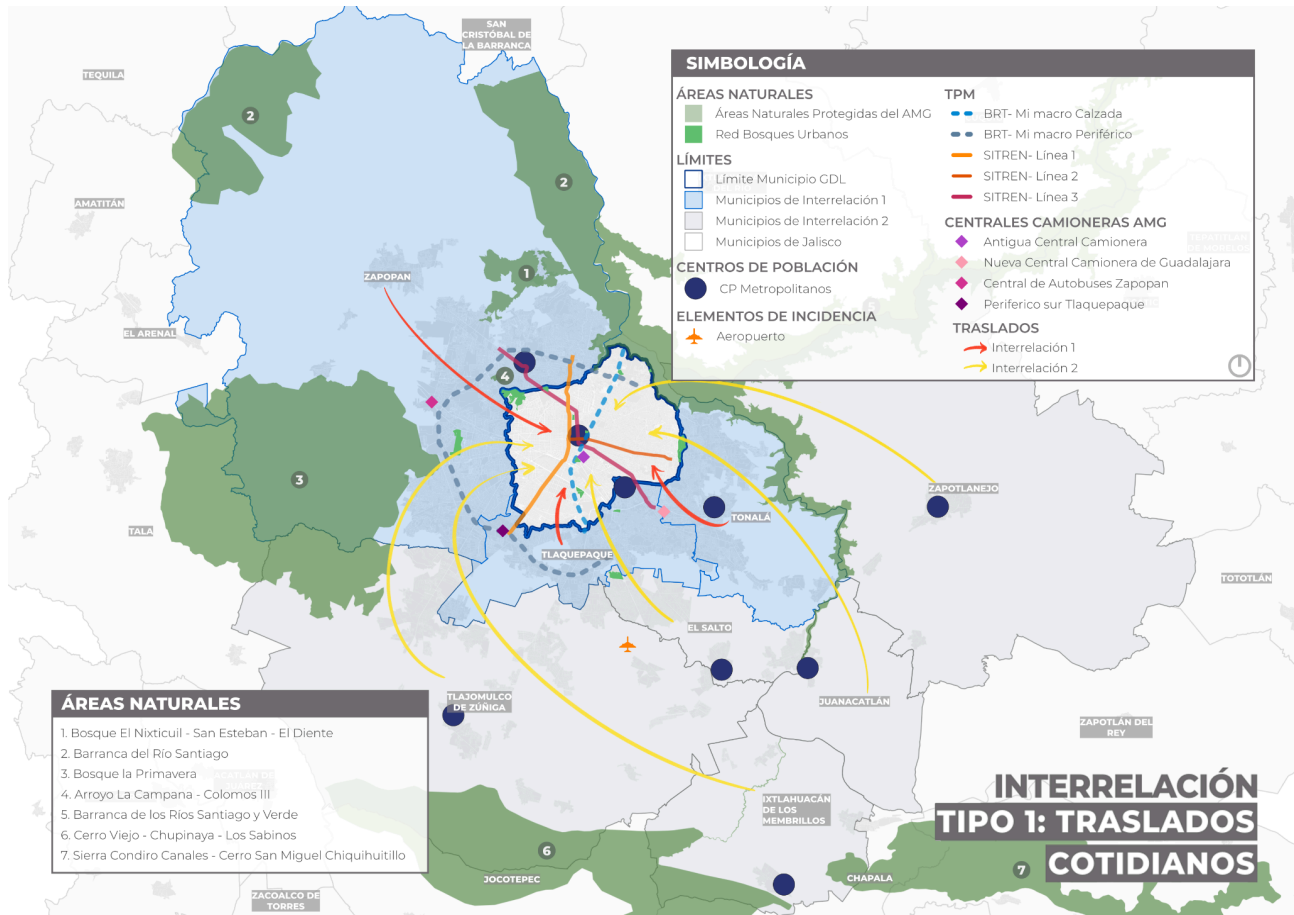 SAN
CRISTÓBAL DE
LA BARRANCA
TEQUILA
2
2
AMATITÁN
ZAPOPAN
1
EL ARENAL
4
3
TALA
TLAQUEPAQUE
TONALÁ
ZAPOTLANEJO
TOTOTLÁN
EL SALTO
JUANACATLÁN
TLAJOMULCO
DE ZÚÑIGA
ZAPOTLÁN DEL
REY
IXTLAHUACÁN
DE LOS
MEMBRILLOS
6
JOCOTEPEC
CHAPALA
7
ZACOALCO DE
TORRES
SIMBOLOGÍA
ÁREAS NATURALES
Áreas Naturales Protegidas del AMG
Red Bosques Urbanos
LÍMITES
Límite Municipio GDL
Municipios de Interrelación 1
Municipios de Interrelación 2
Municipios de Jalisco
CENTROS DE POBLACIÓN
CP Metropolitanos
ELEMENTOS DE INCIDENCIA
Aeropuerto
TPM
BRT- Mi macro Calzada
BRT- Mi macro Periférico
SITREN- Línea 1
SITREN- Línea 2
SITREN- Línea 3
CENTRALES CAMIONERAS AMG
Antigua Central Camionera
Nueva Central Camionera de Guadalajara
Central de Autobuses Zapopan
Periferico sur Tlaquepaque
TRASLADOS
Interrelación 1
Interrelación 2
ÁREAS NATURALES
1. Bosque El Nixticuil - San Esteban - El Diente
2. Barranca del Río Santiago
3. Bosque la Primavera
4. Arroyo La Campana - Colomos III
5. Barranca de los Ríos Santiago y Verde
6. Cerro Viejo - Chupinaya - Los Sabinos
7. Sierra Condiro Canales - Cerro San Miguel Chiquihuitillo
INTERRELACIÓN
TIPO 1: TRASLADOS
COTIDIANOS